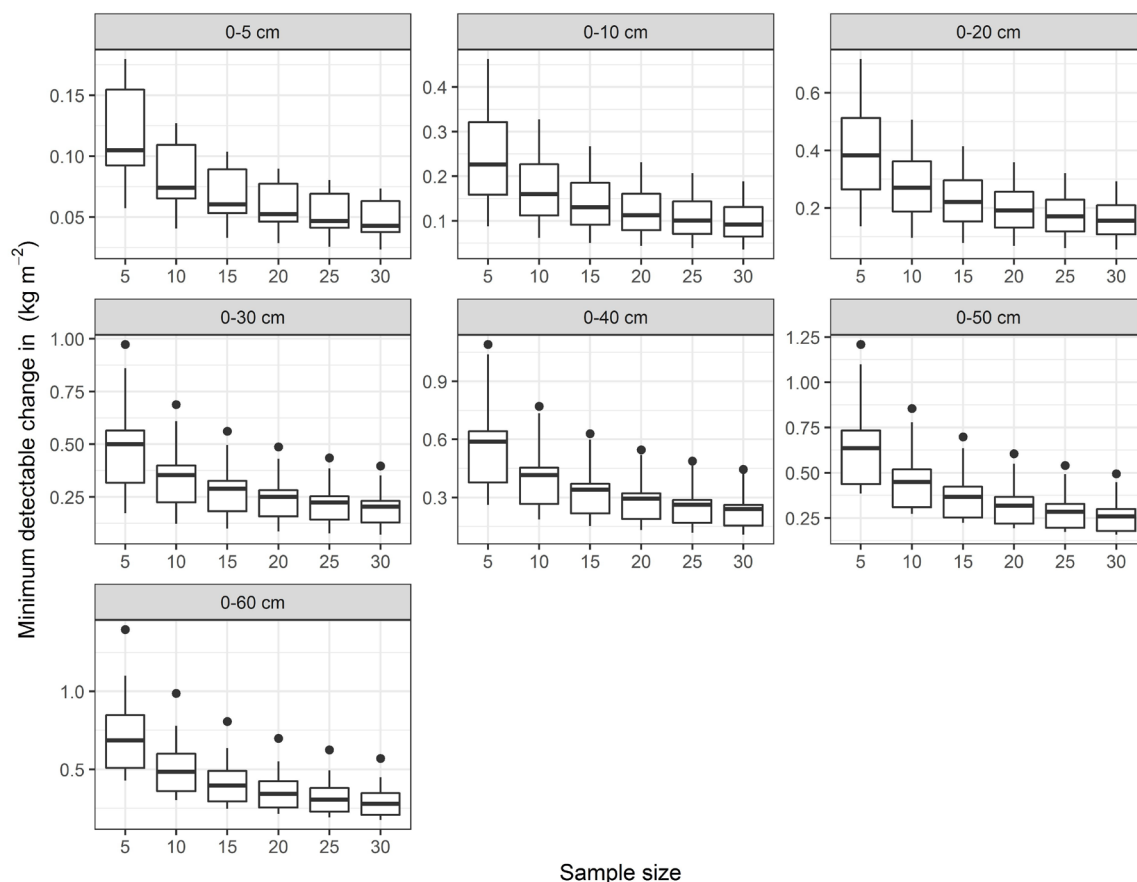 0-5 cm
0-10 cm
0-20 cm
0.15
0.10
0.05
0.4
0.3
0.2
0.1
0.6
0.4
0.2
5 10 15 20 25 30
5 10 15 20 25 30
5 10 15 20 25 30
0-30 cm
0-40 cm
0-50 cm
1.00
0.75
0.50
0.25
0.9
0.6
0.3
1.25
1.00
0.75
0.50
0.25
5 10 15 20 25 30
5 10 15 20 25 30
5 10 15 20 25 30
0-60 cm
1.0
0.5
5 10 15 20 25 30
Minimum detectable change in (kg m⁻²)
Sample size